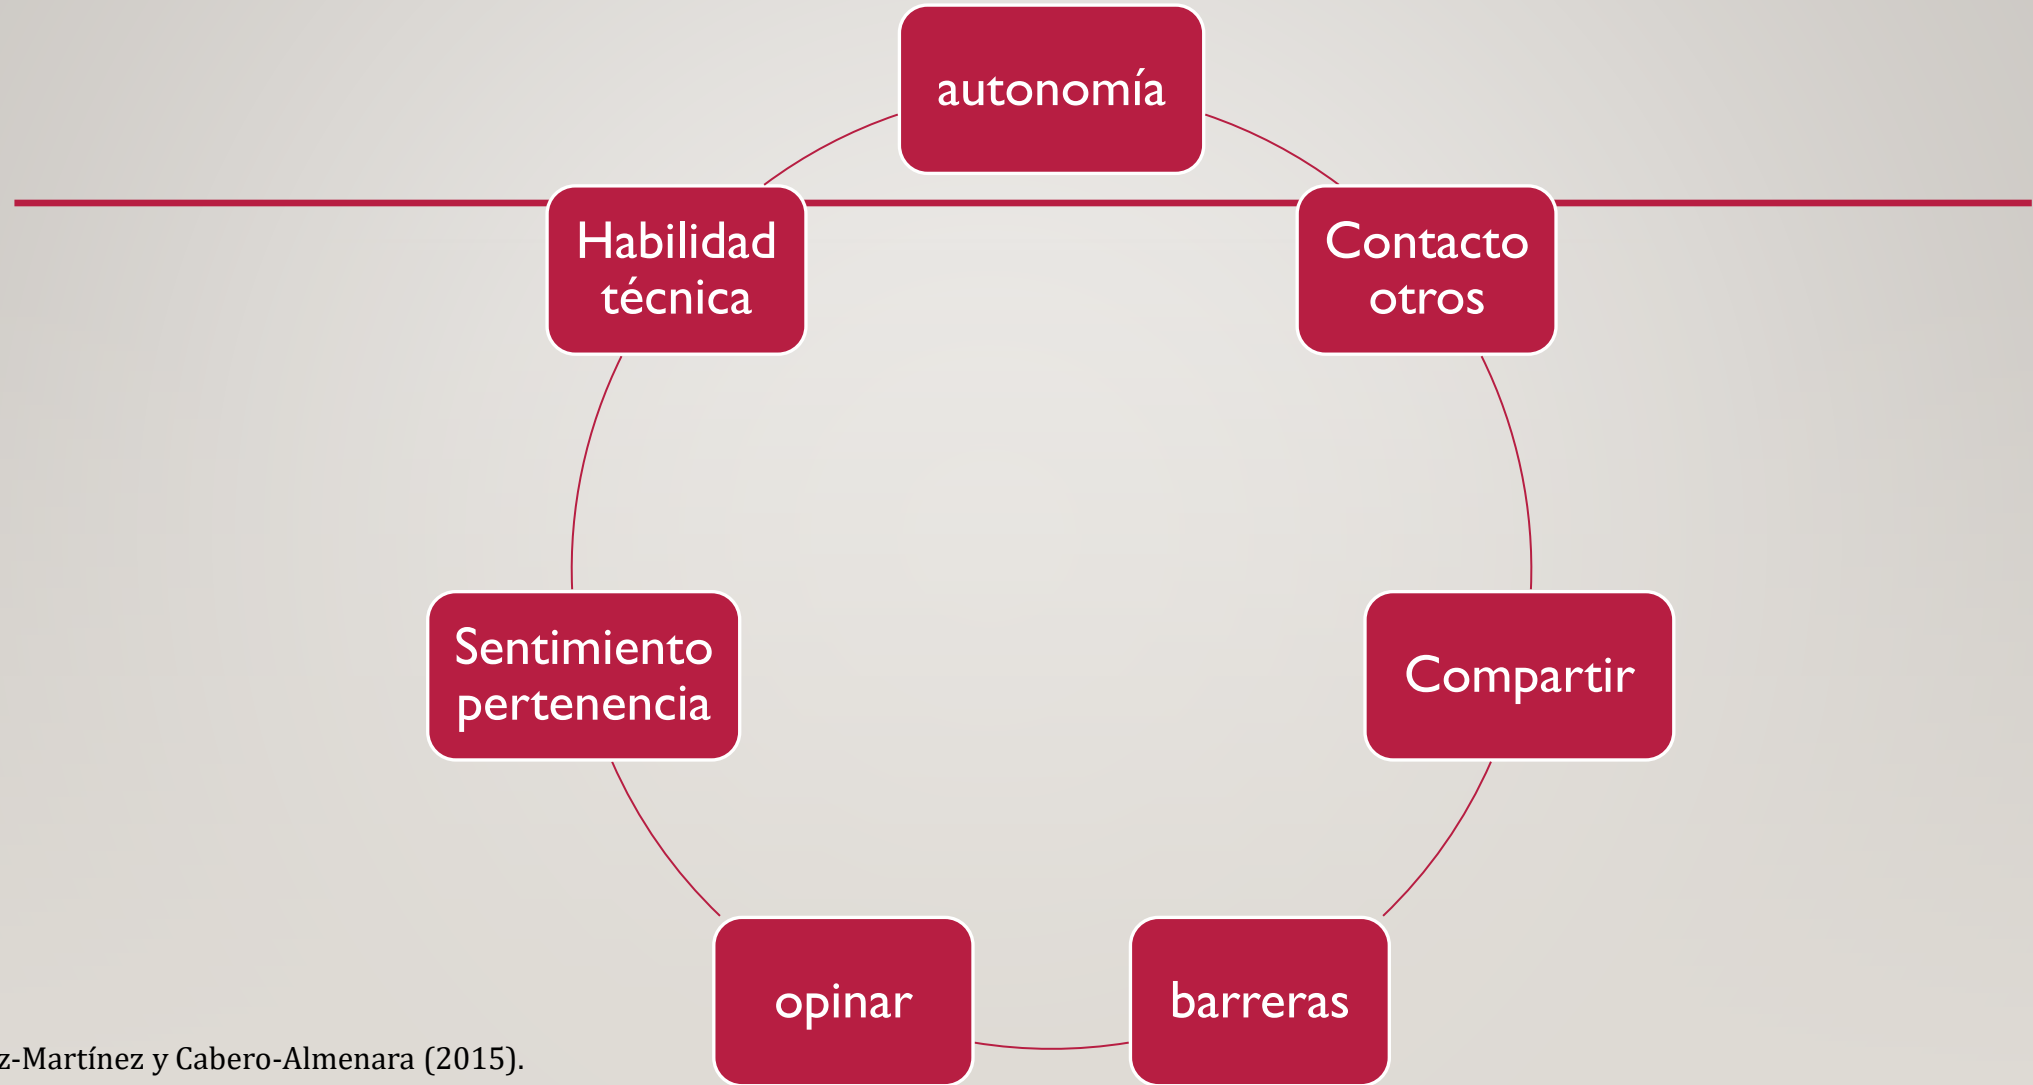 autonomía
Habilidad
técnica
Contacto
otros
Sentimiento
pertenencia
Compartir
opinar
barreras
z-Martínez y Cabero-Almenara (2015).